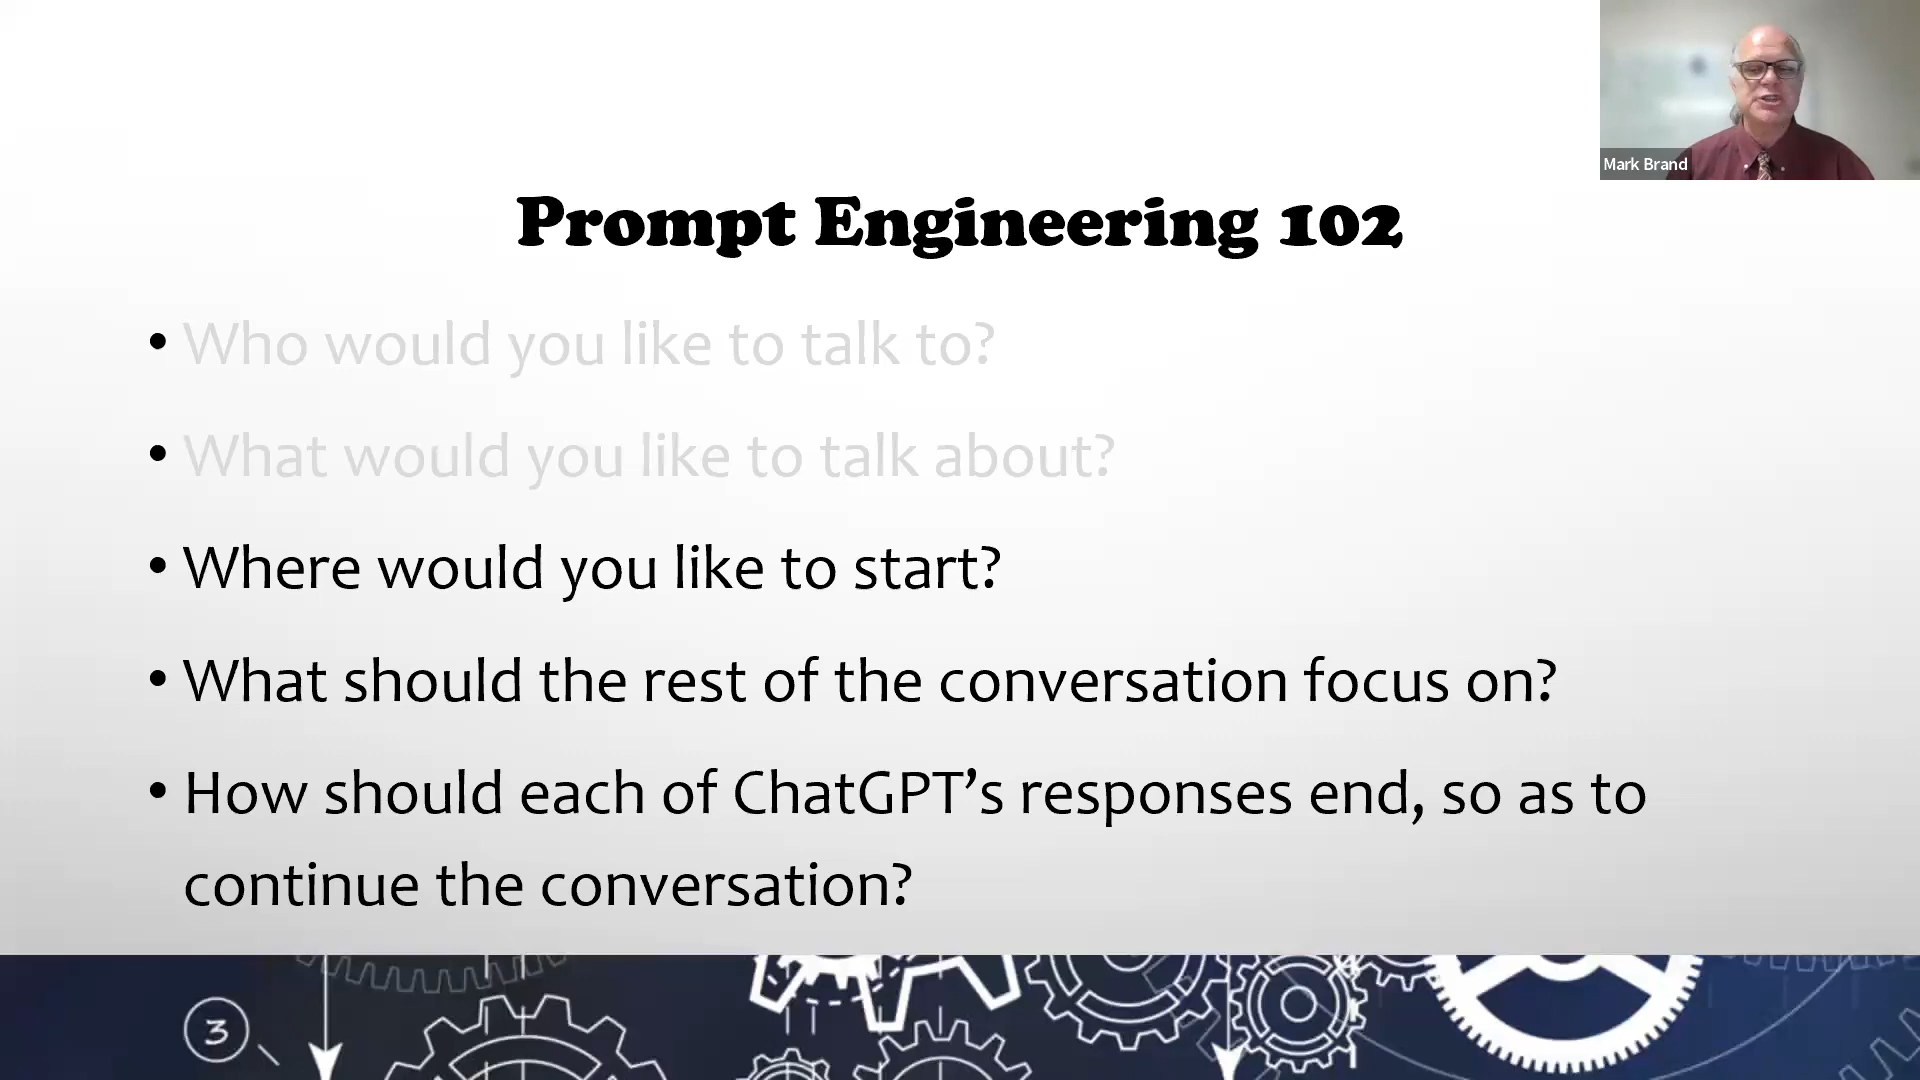 Mark Brand
Prompt Engineering 102
• Who would you like to talk to?
• What would you like to talk about?
• Where would you like to start?
• What should the rest of the conversation focus on?
• How should each of ChatGPT’s responses end, so as to
continue the conversation?
3